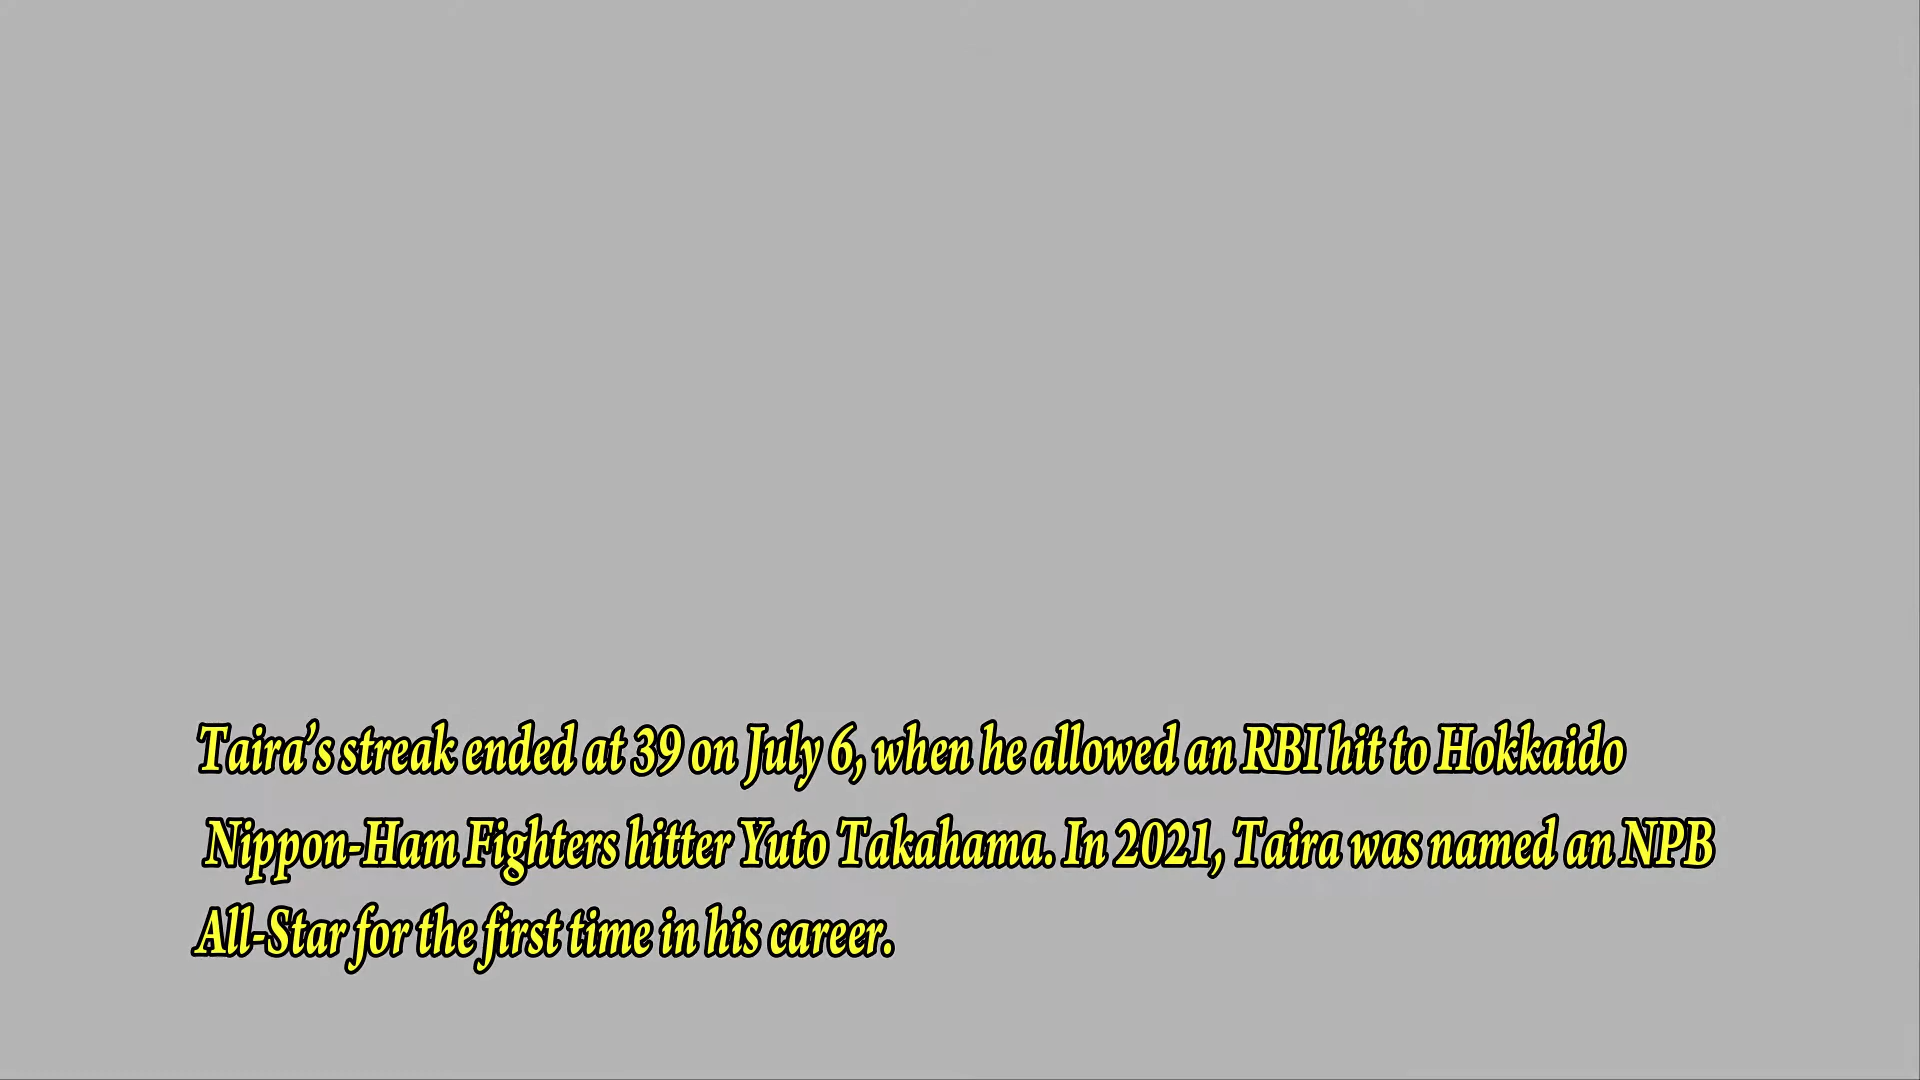 Taira’s streak ended at 39 on July 6, when he allowed an RBI hit to Hokkaido
Nippon-Ham Fighters hitter Yuto Takahama. In 2021, Taira was named an NPB
All-Star for the first time in his career.